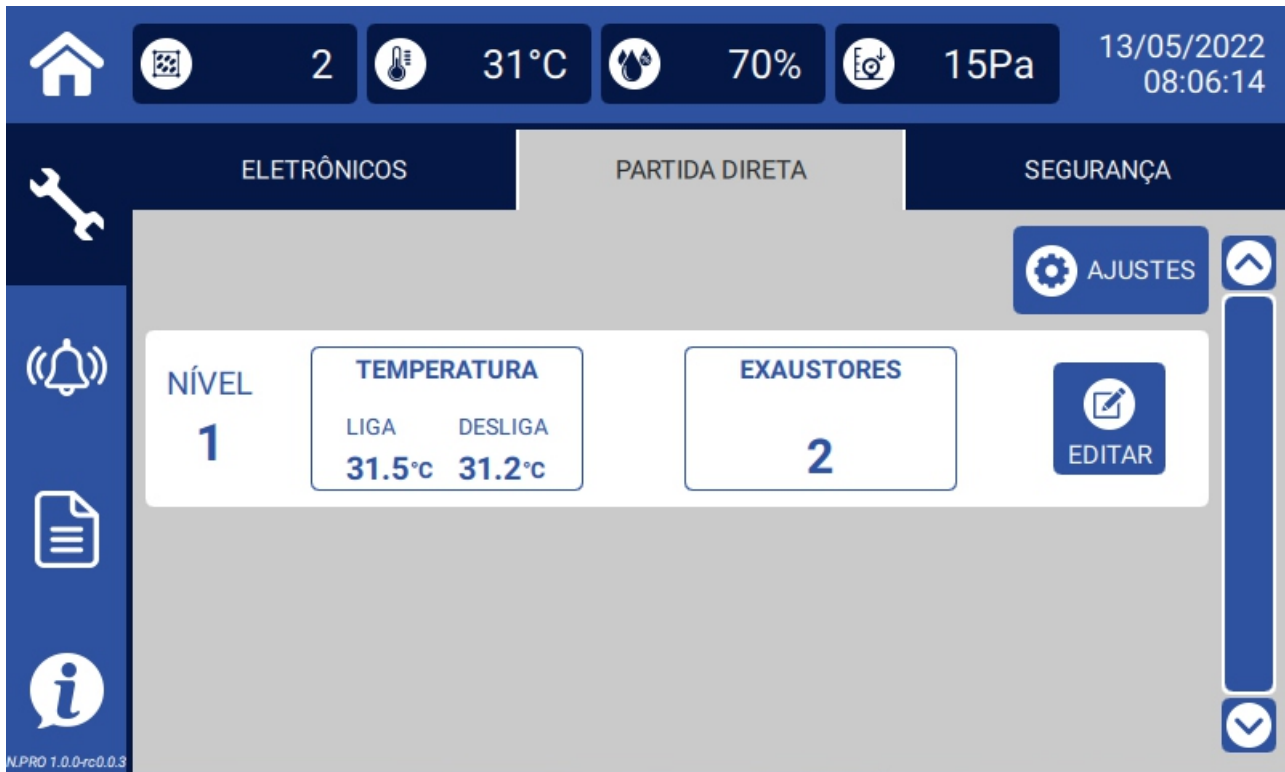 2
31°C
70%
15Pa
13/05/2022
08:06:14
ELETRÔNICOS
PARTIDA DIRETA
SEGURANÇA
AJUSTES
NÍVEL
1
TEMPERATURA
LIGA DESLIGA
31.5°C 31.2°C
EXAUSTORES
2
EDITAR
N.PRO 1.0.0-rc0.0.3